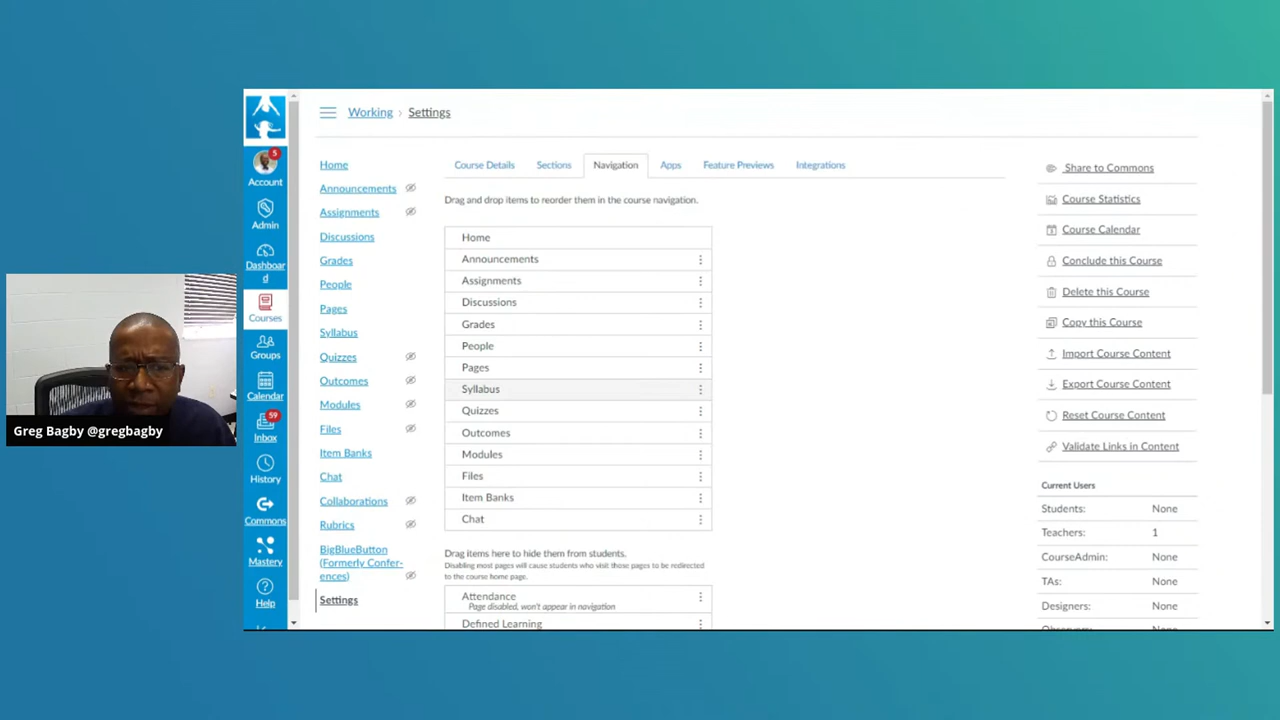 Working › Settings
5
Account
Admin
Dashboar
d
Courses
Groups
Calendar
59
Inbox
History
Commons
Mastery
Help
Home
Announcements
Assignments
Discussions
Grades
People
Pages
Syllabus
Quizzes
Outcomes
Modules
Files
Item Banks
Chat
Collaborations
Rubrics
BigBlueButton
(Formerly Confer-
ences)
Settings
Course Details
Sections
Navigation
Apps
Feature Previews
Integrations
Drag and drop items to reorder them in the course navigation.
Home
Announcements
Assignments
Discussions
Grades
People
Pages
Syllabus
Quizzes
Outcomes
Modules
Files
Item Banks
Chat
Drag items here to hide them from students.
Disabling most pages will cause students who visit those pages to be redirected
to the course home page.
Attendance
Page disabled, won't appear in navigation
Defined Learning
Share to Commons
Course Statistics
Course Calendar
Conclude this Course
Delete this Course
Copy this Course
Import Course Content
Export Course Content
Reset Course Content
Validate Links in Content
Current Users
Students: None
Teachers: 1
CourseAdmin: None
TAs: None
Designers: None
Greg Bagby @gregbagby